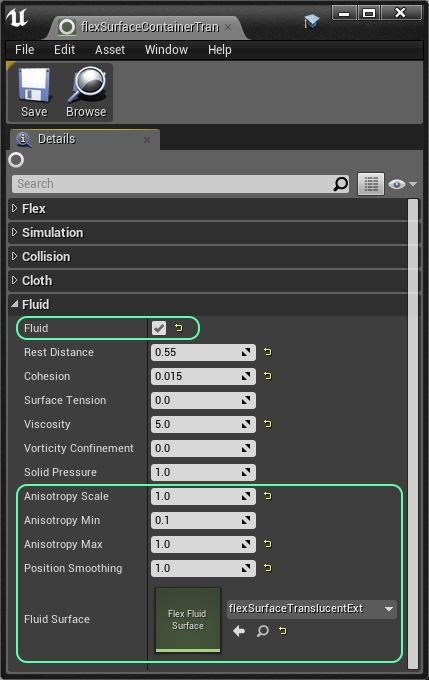 flexSurfaceContainerTran
File Edit Asset Window Help
Save Browse
Details
Search
Flex
Simulation
Collision
Cloth
Fluid
Fluid
Rest Distance 0.55
Cohesion 0.015
Surface Tension 0.0
Viscosity 5.0
Vorticity Confinement 0.0
Solid Pressure 1.0
Anisotropy Scale 1.0
Anisotropy Min 0.1
Anisotropy Max 1.0
Position Smoothing 1.0
Fluid Surface
Flex Fluid
Surface
flexSurfaceTranslucentExt